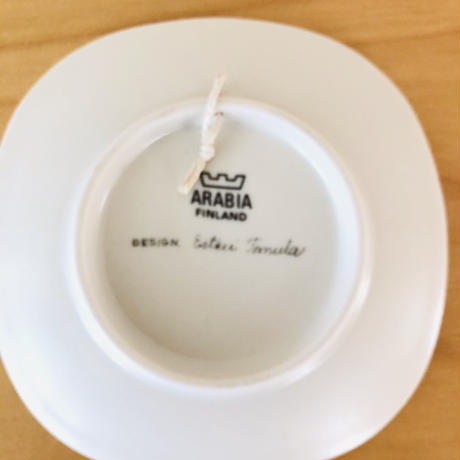 ARABIA
FINLAND
DESIGN. Esteri Tomula